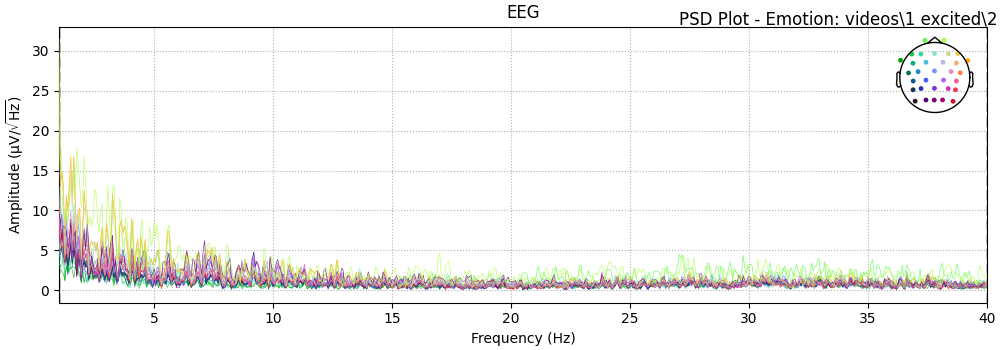 EEG
PSD Plot - Emotion: videos\1 excited\2
30
25
20
15
10
5
0
Amplitude (µV/√Hz)
5 10 15 20 25 30 35 40
Frequency (Hz)